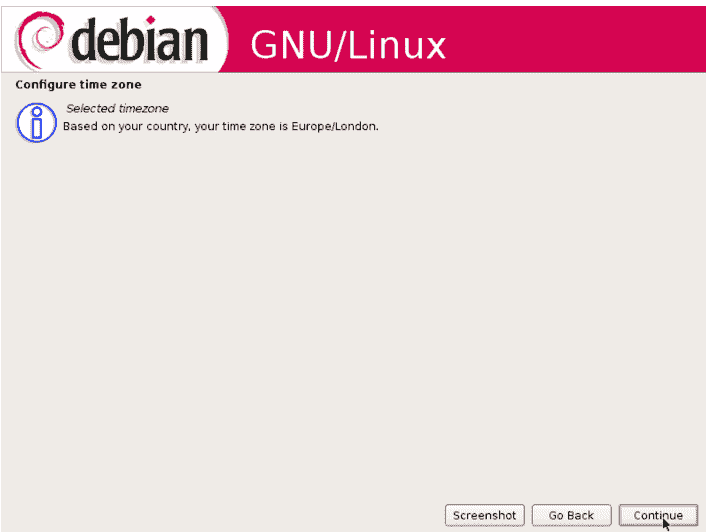 debian GNU/Linux
Configure time zone
Selected timezone
Based on your country, your time zone is Europe/London.
Screenshot Go Back Continue